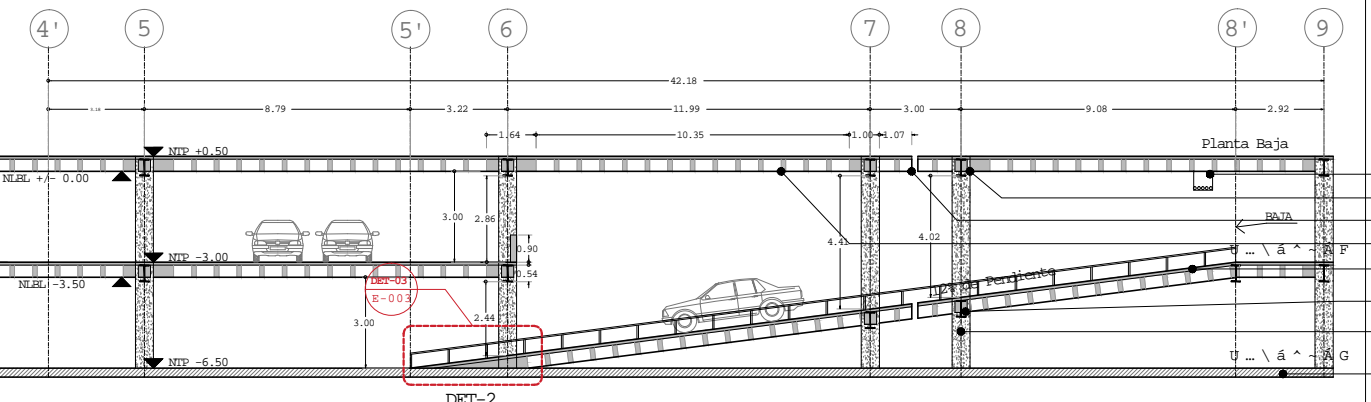 4' 5 5' 6 7 8 8' 9
42.18
8.79 3.22 11.99 3.00 9.08 2.92
1.64 10.35 1.00 1.07
NTP +0.50
Planta Baja
NLBL +/- 0.00
3.00 2.86
BAJA
4.41 4.02
0.90
NTP -3.00
U … \ á ^ ~ Á F
0.54
DET-03
12% de Pendiente
NLBL -3.50
E-003
3.00 2.44
NTP -6.50
U … \ á ^ ~ Á G
DET-2